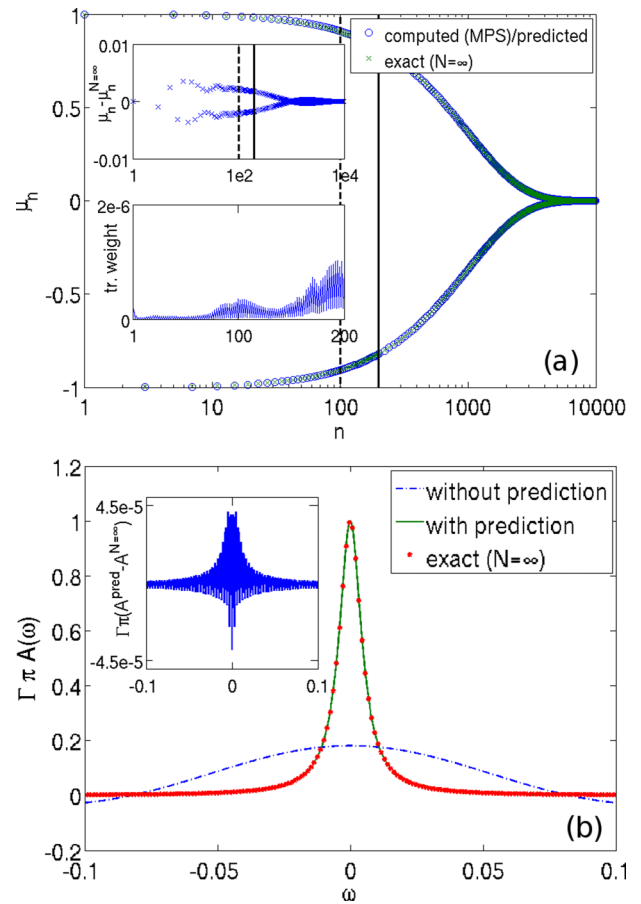 1
0.5
0
-0.5
-1
μn
computed (MPS)/predicted
exact (N=∞)
0.01
0
-0.01
μn-μnN=∞
1 1e2 1e4
2e-6
0
tr. weight
1 100 200
(a)
1 10 100 1000 10000
n
1.2
1
0.8
0.6
0.4
0.2
0
-0.2
Γ π A(ω)
without prediction
with prediction
exact (N=∞)
4.5e-5
-4.5e-5
Γπ(Apred-AN=∞)
-0.1 0 0.1
(b)
-0.1 -0.05 0 0.05 0.1
ω